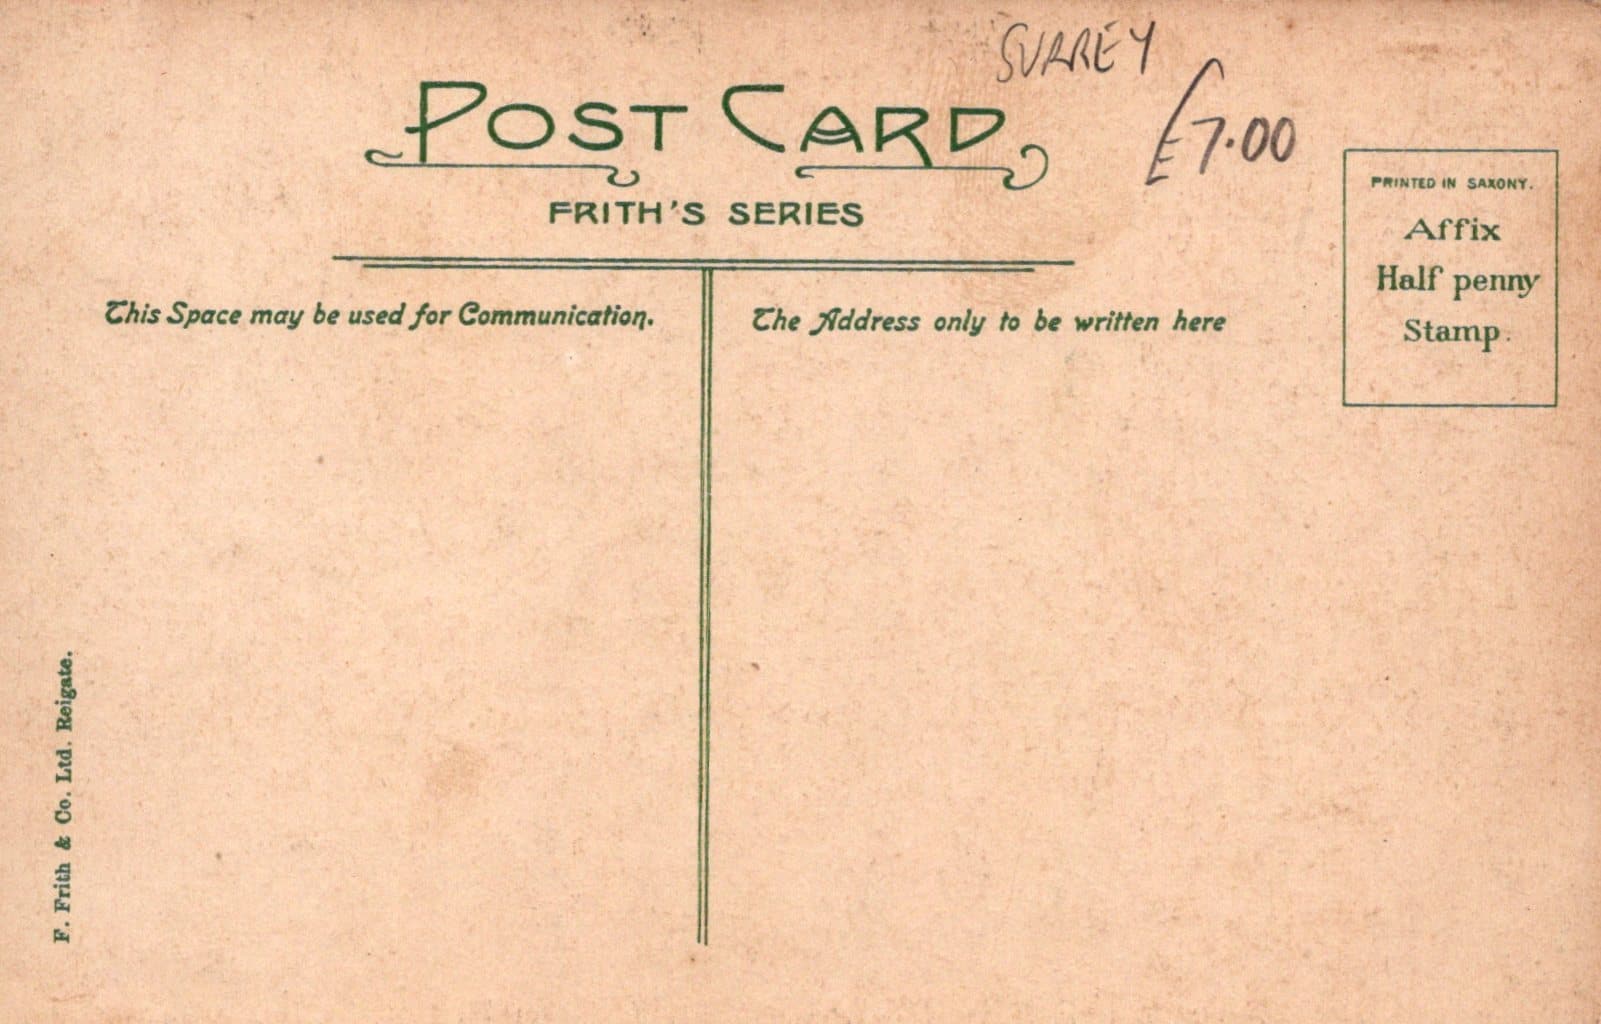 SURREY
£7.00
POST CARD
FRITH'S SERIES
This Space may be used for Communication.
The Address only to be written here
PRINTED IN SAXONY.
Affix
Half penny
Stamp.
F. Frith & Co. Ltd. Reigate.